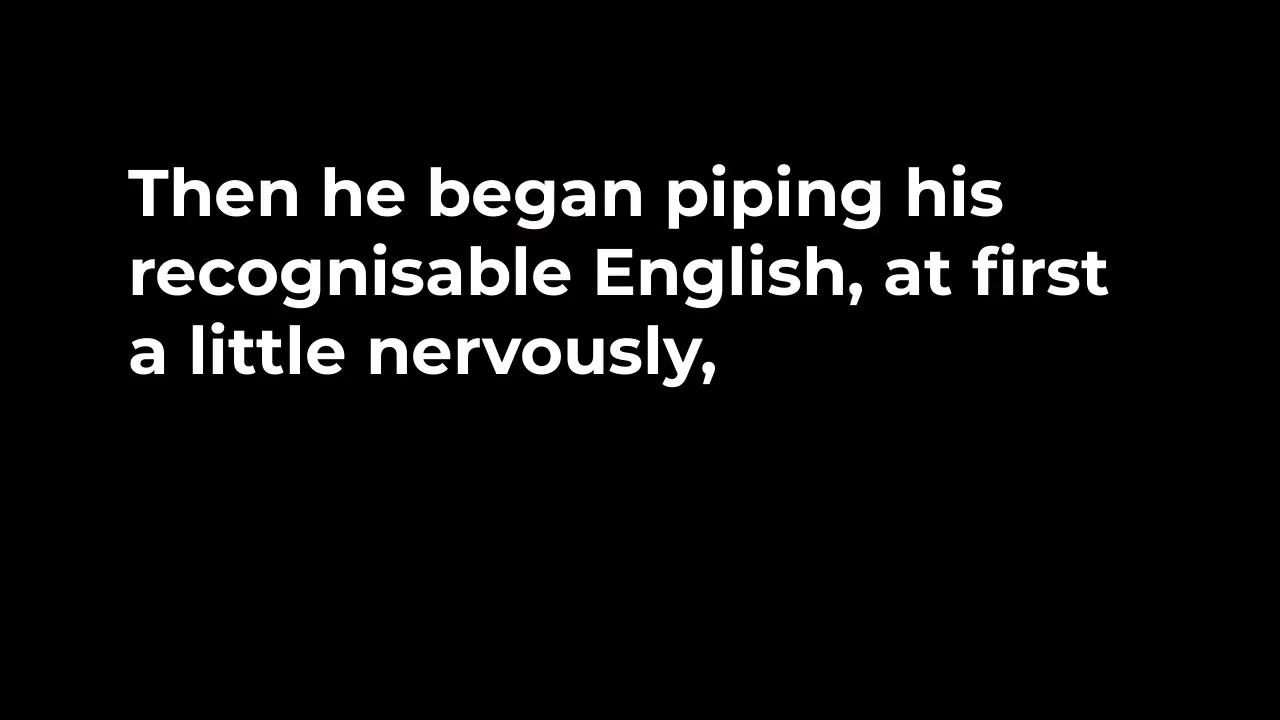 Then he began piping his
recognisable English, at first
a little nervously,